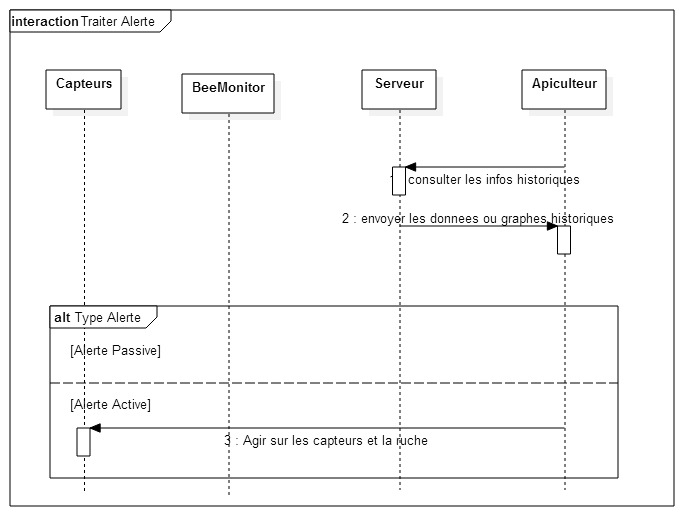 interaction Traiter Alerte
Capteurs
BeeMonitor
Serveur
Apiculteur
consulter les infos historiques
2 : envoyer les donnees ou graphes historiques
alt Type Alerte
[Alerte Passive]
[Alerte Active]
3 : Agir sur les capteurs et la ruche